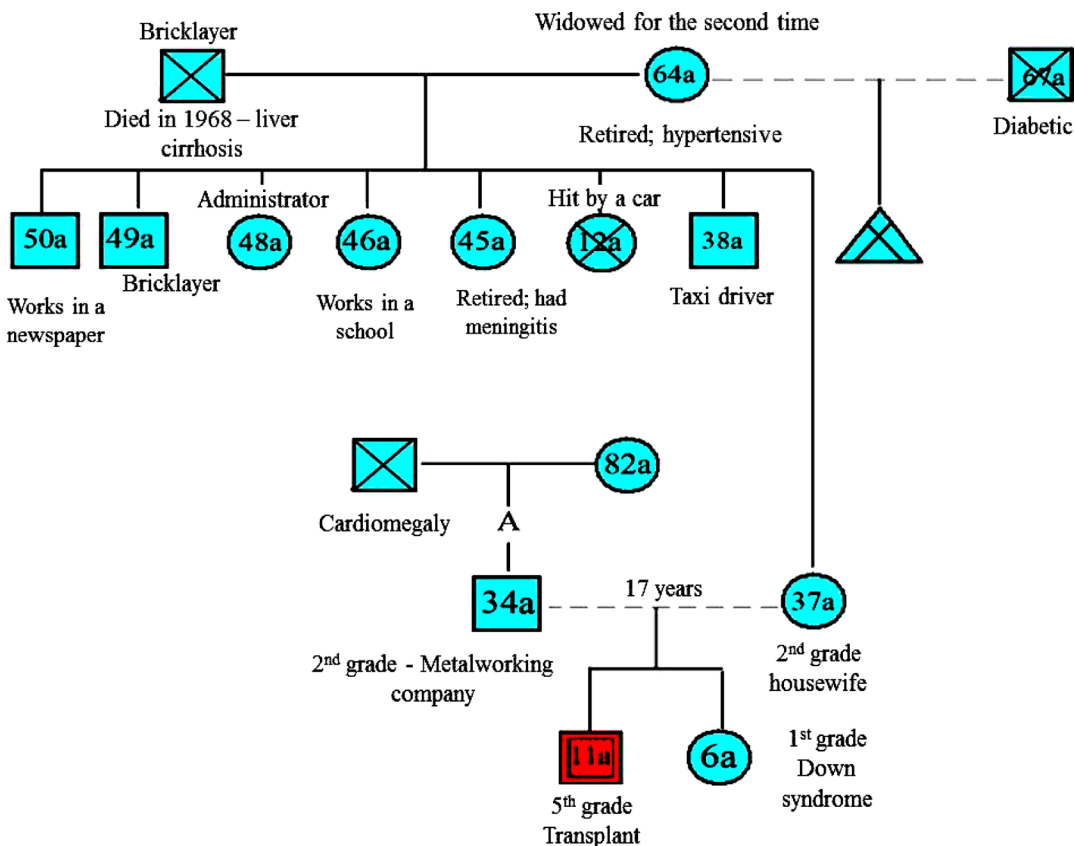 Bricklayer
Widowed for the second time
64a
67a
Died in 1968 – liver
cirrhosis
Retired; hypertensive
Diabetic
Administrator
Hit by a car
50a
49a
48a
46a
45a
12a
38a
Works in a
newspaper
Bricklayer
Works in a
school
Retired; had
meningitis
Taxi driver
82a
Cardiomegaly
A
34a
17 years
37a
2nd grade - Metalworking
company
2nd grade
housewife
11a
6a
5th grade
Transplant
1st grade
Down
syndrome